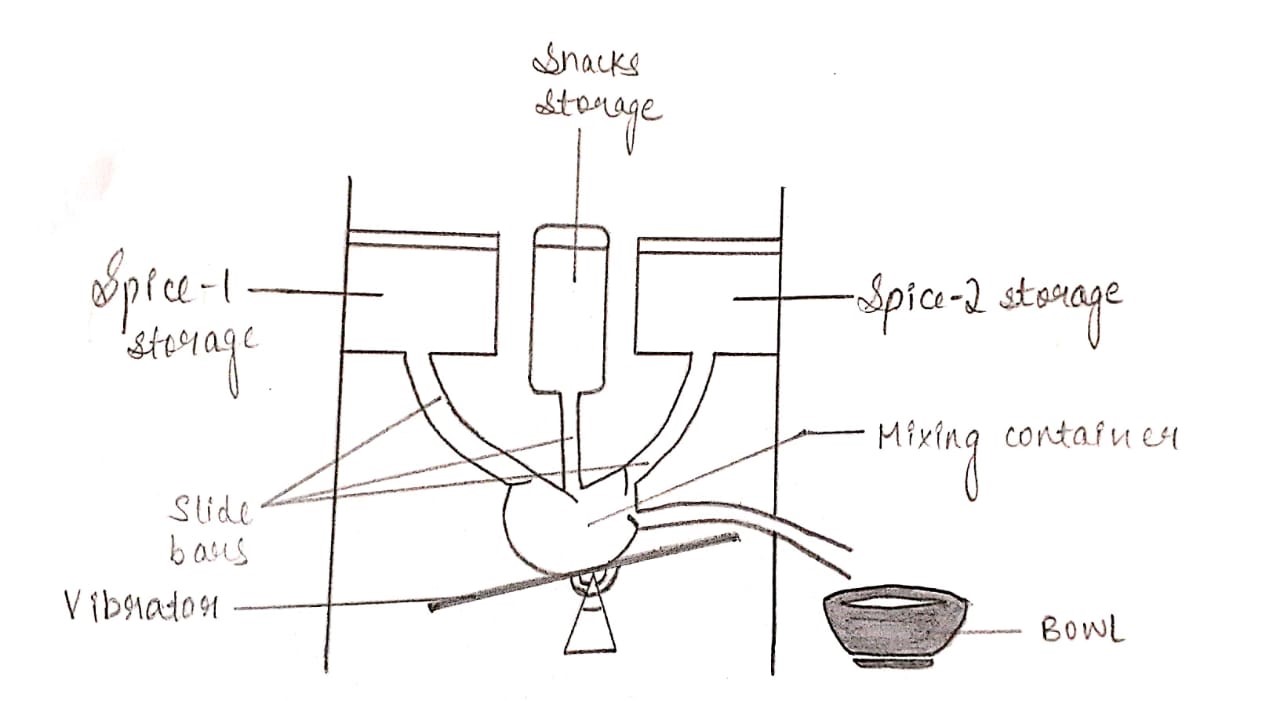 Snacks
Storage
Spice-1
storage
Spice-2 storage
Mixing container
Slide
bars
Vibrator
BOWL